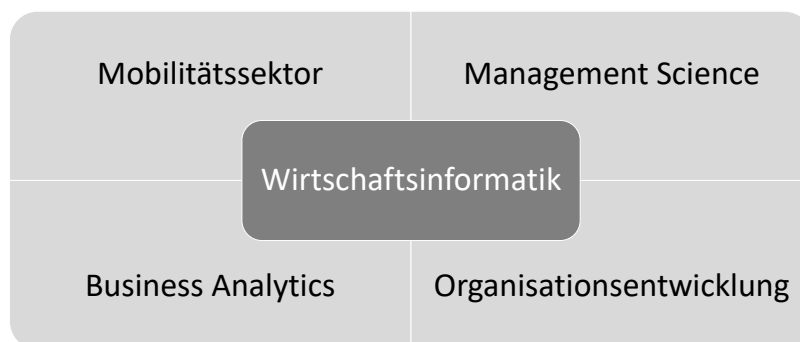 Mobilitätssektor
Management Science
Wirtschaftsinformatik
Business Analytics
Organisationsentwicklung